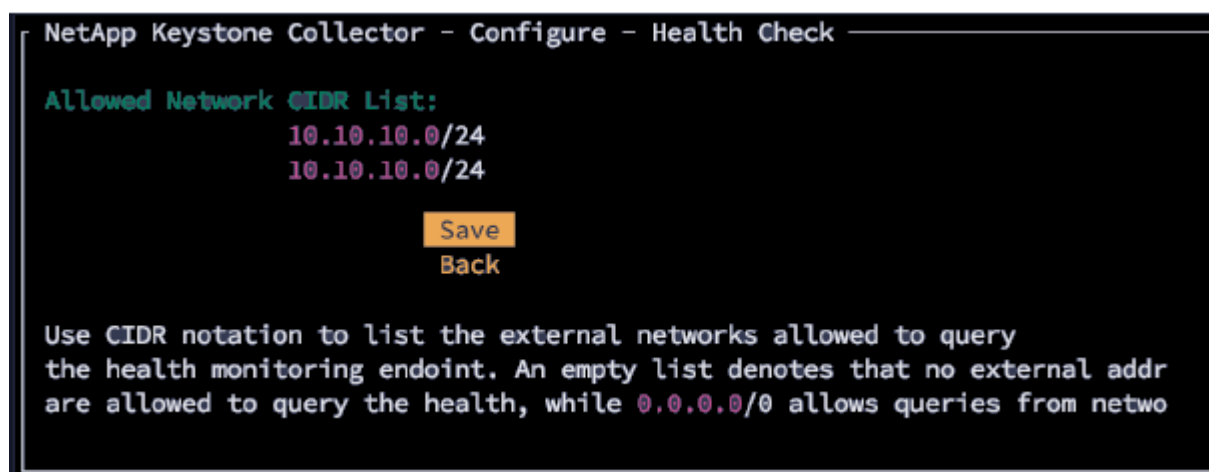 NetApp Keystone Collector - Configure - Health Check
Allowed Network CIDR List:
10.10.10.0/24
10.10.10.0/24
Save
Back
Use CIDR notation to list the external networks allowed to query
the health monitoring endoint. An empty list denotes that no external addr
are allowed to query the health, while 0.0.0.0/0 allows queries from netwo